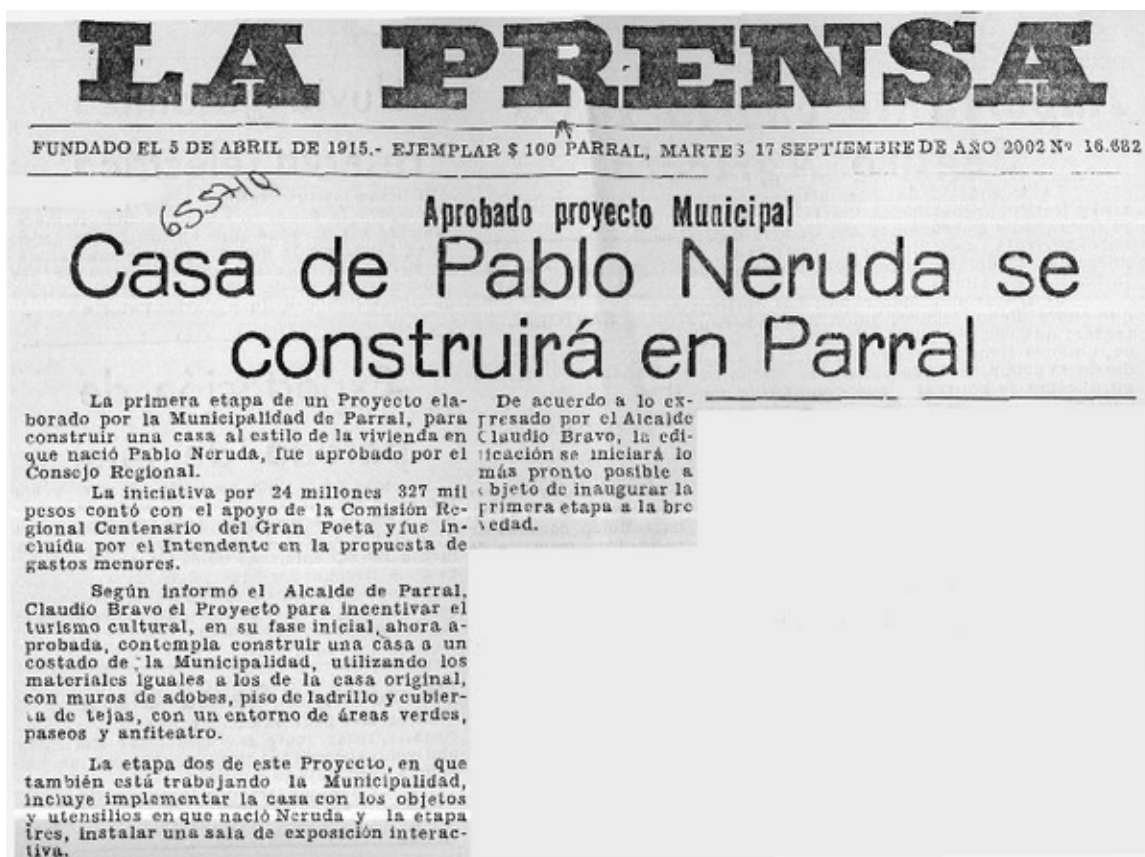 LA PRENSA
FUNDADO EL 5 DE ABRIL DE 1915.- EJEMPLAR $ 100 PARRAL, MARTES 17 SEPTIEMBRE DE AÑO 2002 Nº 16.682
655710
Aprobado proyecto Municipal
Casa de Pablo Neruda se
construirá en Parral
La primera etapa de un Proyecto ela-
borado por la Municipalidad de Parral, para
construir una casa al estilo de la vivienda en
que nació Pablo Neruda, fue aprobado por el
Consejo Regional.
La iniciativa por 24 millones 327 mil
pesos contó con el apoyo de la Comisión Re-
gional Centenario del Gran Poeta y fue in-
cluída por el Intendente en la propuesta de
gastos menores.
Según informó el Alcalde de Parral,
Claudio Bravo el Proyecto para incentivar el
turismo cultural, en su fase inicial, ahora a-
probada, contempla construir una casa a un
costado de la Municipalidad, utilizando los
materiales iguales a los de la casa original,
con muros de adobes, piso de ladrillo y cubier-
ta de tejas, con un entorno de áreas verdes,
paseos y anfiteatro.
La etapa dos de este Proyecto, en que
también está trabajando la Municipalidad,
incluye implementar la casa con los objetos
y utensilios en que nació Neruda y la etapa
tres, instalar una sala de exposición interac-
tiva.
De acuerdo a lo ex-
presado por el Alcalde
Claudio Bravo, la edi-
ficación se iniciará lo
más pronto posible a
objeto de inaugurar la
primera etapa a la bre
vedad.